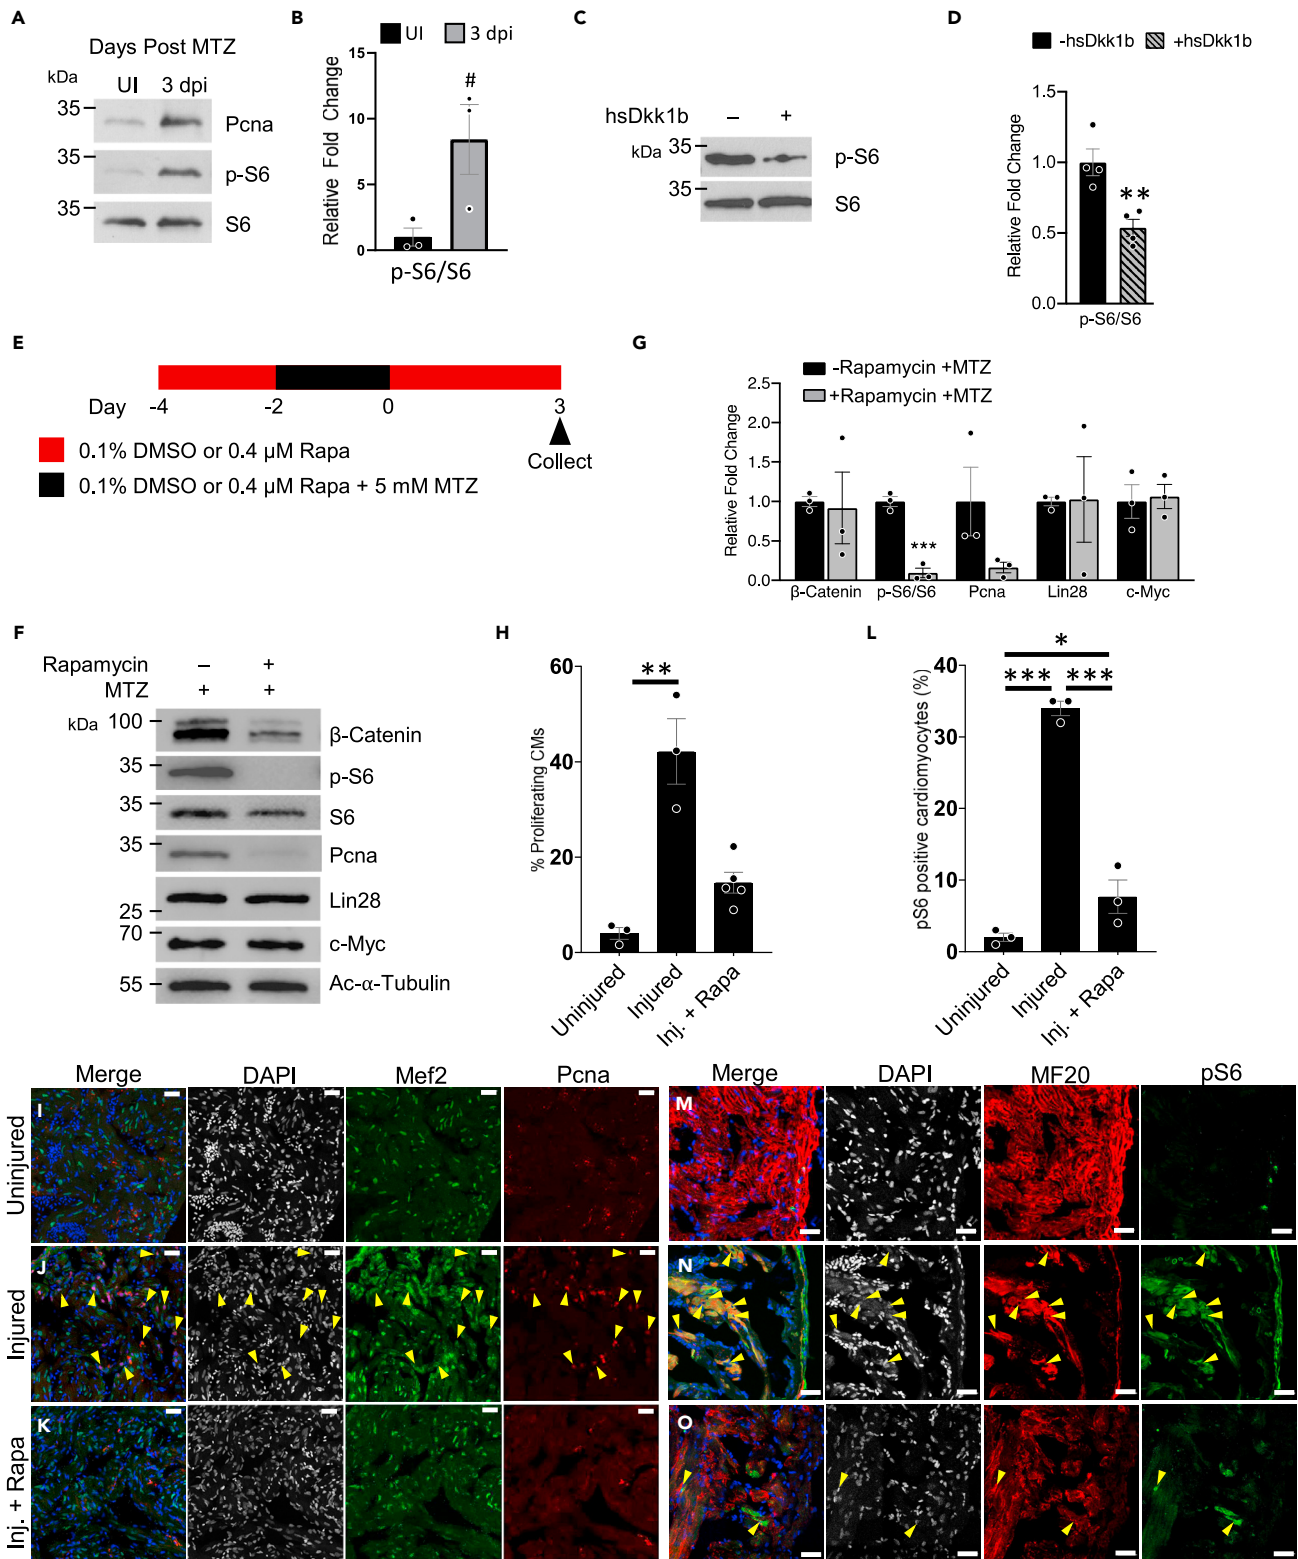 A
Days Post MTZ
kDa
UI
3 dpi
35
Pcna
35
p-S6
35
S6
B
UI
3 dpi
Relative Fold Change
15
10
5
0
#
p-S6/S6
C
hsDkk1b
–
+
kDa
35
p-S6
35
S6
D
-hsDkk1b
+hsDkk1b
Relative Fold Change
1.5
1.0
0.5
0.0
**
p-S6/S6
E
Day
-4
-2
0
3
Collect
0.1% DMSO or 0.4 µM Rapa
0.1% DMSO or 0.4 µM Rapa + 5 mM MTZ
G
-Rapamycin +MTZ
+Rapamycin +MTZ
Relative Fold Change
2.5
2.0
1.5
1.0
0.5
0.0
***
β-Catenin
p-S6/S6
Pcna
Lin28
c-Myc
F
Rapamycin
–
+
MTZ
+
+
kDa
100
β-Catenin
35
p-S6
35
S6
35
Pcna
25
Lin28
70
c-Myc
55
Ac-α-Tubulin
H
% Proliferating CMs
60
40
20
0
**
Uninjured
Injured
Inj. + Rapa
L
pS6 positive cardiomyocytes (%)
40
30
20
10
0
*
***
***
Uninjured
Injured
Inj. + Rapa
Merge
DAPI
Mef2
Pcna
Merge
DAPI
MF20
pS6
Uninjured
I
M
Injured
J
N
Inj. + Rapa
K
O